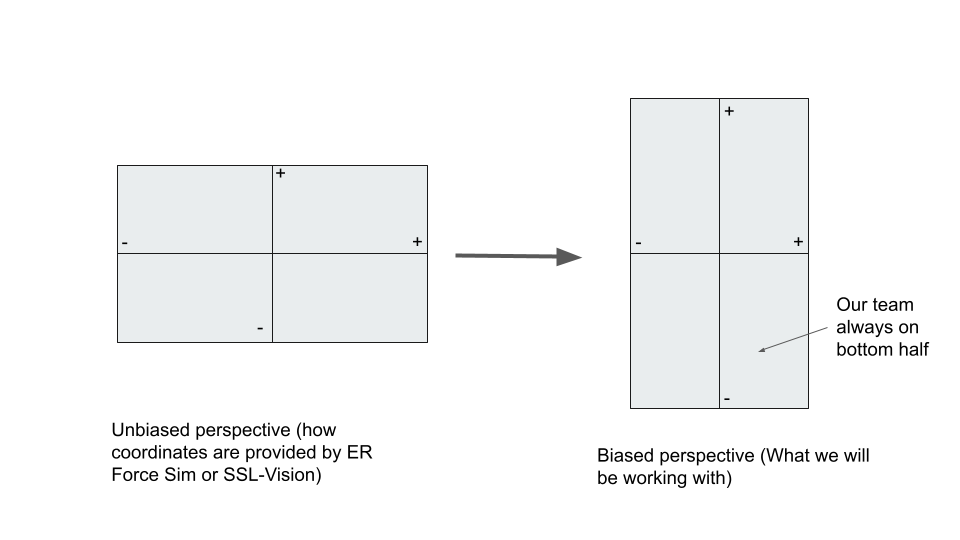 +
-
+
-
Unbiased perspective (how
coordinates are provided by ER
Force Sim or SSL-Vision)
+
-
+
-
Our team
always on
bottom half
Biased perspective (What we will
be working with)